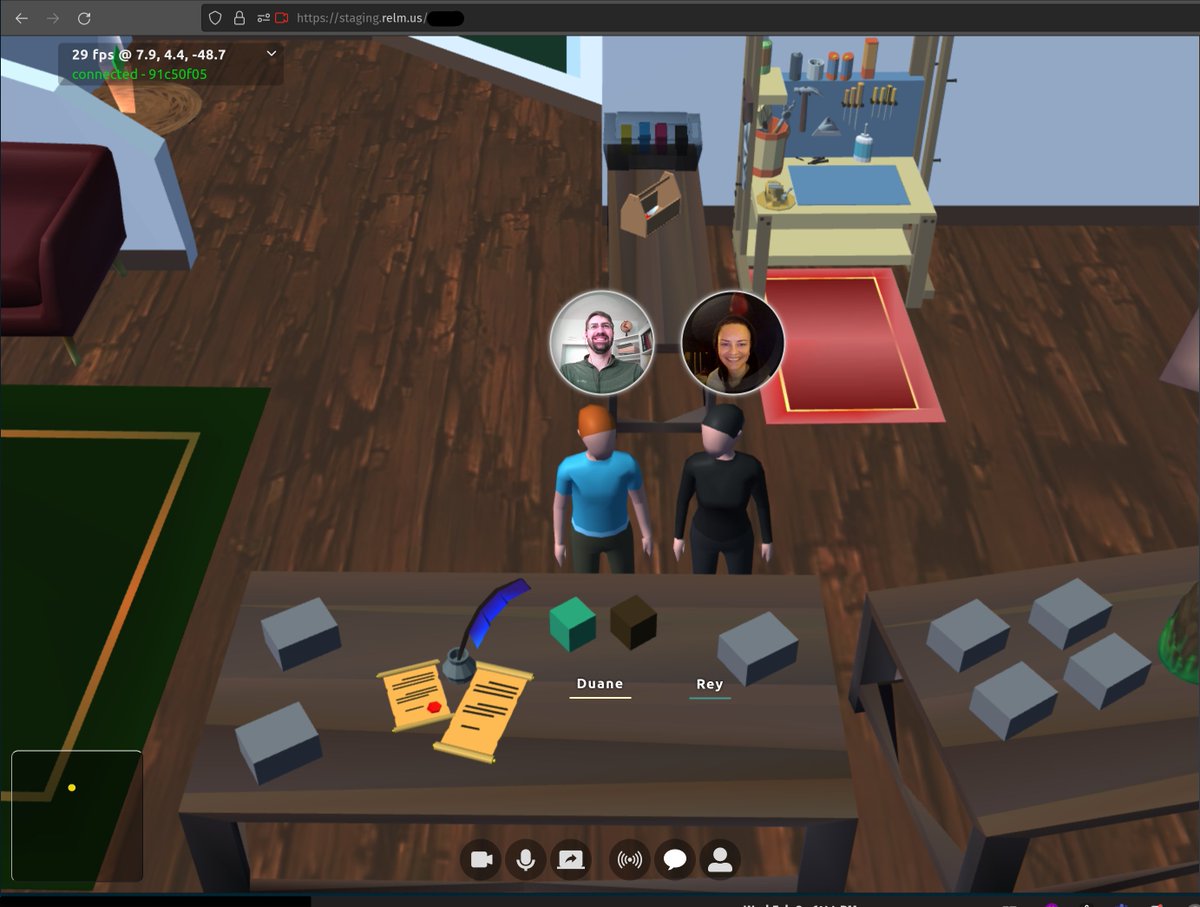 https://staging.relm.us/
29 fps @ 7.9, 4.4, -48.7
connected - 91c50f05
Duane
Rey